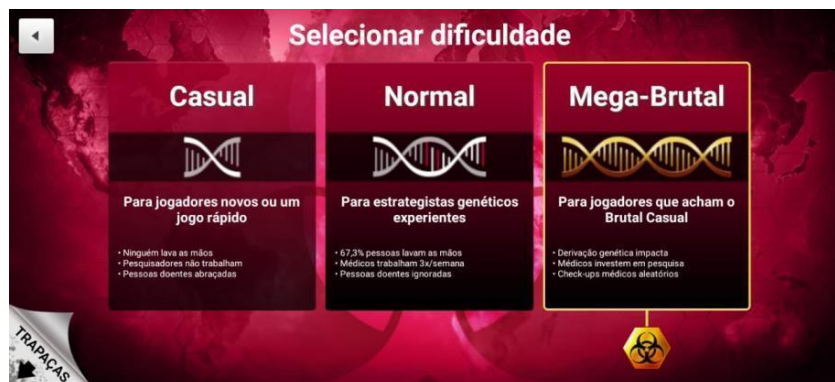 Selecionar dificuldade
Casual
Para jogadores novos ou um
jogo rápido
• Ninguém lava as mãos
• Pesquisadores não trabalham
• Pessoas doentes abraçadas
Normal
Para estrategistas genéticos
experientes
• 67,3% pessoas lavam as mãos
• Médicos trabalham 3x/semana
• Pessoas doentes ignoradas
Mega-Brutal
Para jogadores que acham o
Brutal Casual
• Derivação genética impacta
• Médicos investem em pesquisa
• Check-ups médicos aleatórios
TRAPAÇAS